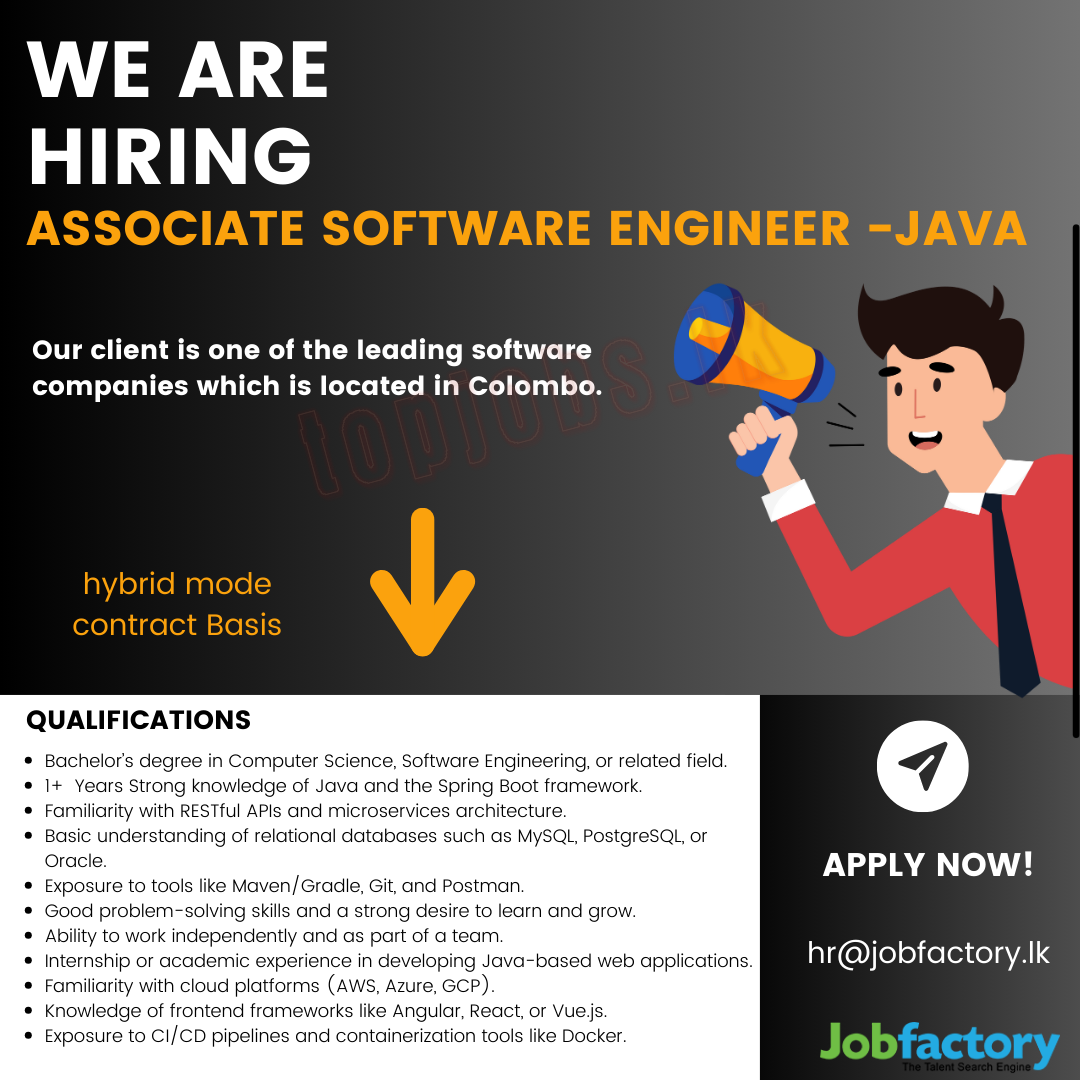 WE ARE
HIRING
ASSOCIATE SOFTWARE ENGINEER -JAVA
Our client is one of the leading software
companies which is located in Colombo.
topjobs.lk
hybrid mode
contract Basis
QUALIFICATIONS
• Bachelor's degree in Computer Science, Software Engineering, or related field.
• 1+  Years Strong knowledge of Java and the Spring Boot framework.
• Familiarity with RESTful APIs and microservices architecture.
• Basic understanding of relational databases such as MySQL, PostgreSQL, or
Oracle.
• Exposure to tools like Maven/Gradle, Git, and Postman.
• Good problem-solving skills and a strong desire to learn and grow.
• Ability to work independently and as part of a team.
• Internship or academic experience in developing Java-based web applications.
• Familiarity with cloud platforms (AWS, Azure, GCP).
• Knowledge of frontend frameworks like Angular, React, or Vue.js.
• Exposure to CI/CD pipelines and containerization tools like Docker.
APPLY NOW!
hr@jobfactory.lk
Jobfactory
The Talent Search Engine